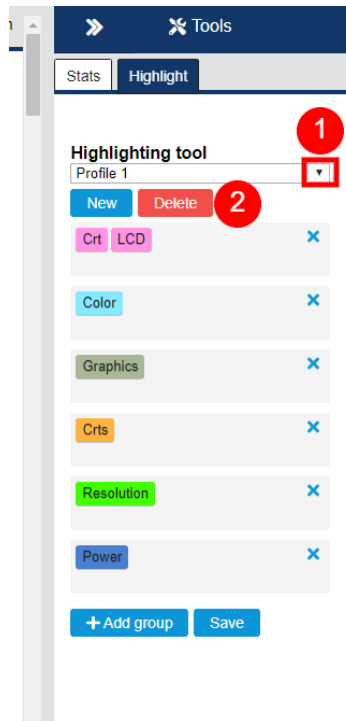 Tools
Stats Highlight
1
Highlighting tool
Profile 1
New Delete 2
Crt LCD
Color
Graphics
Crts
Resolution
Power
+ Add group Save